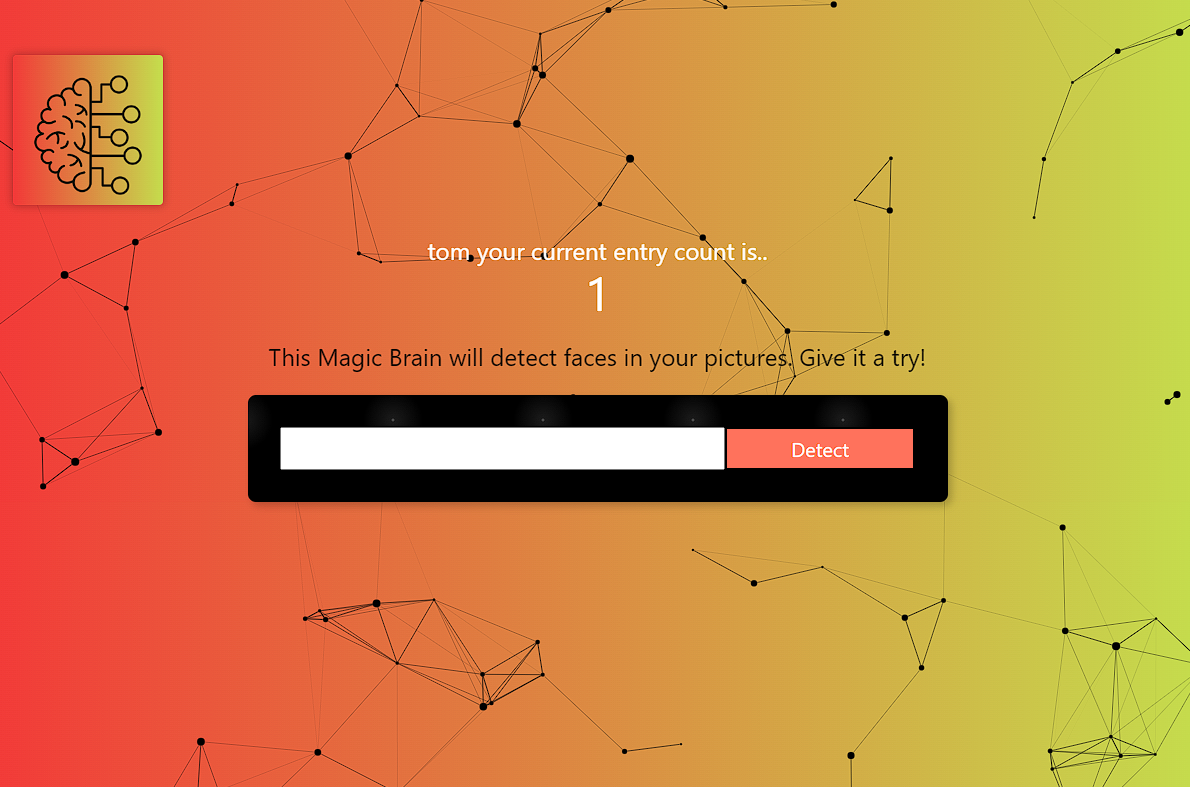 tom your current entry count is..
1
This Magic Brain will detect faces in your pictures. Give it a try!
Detect